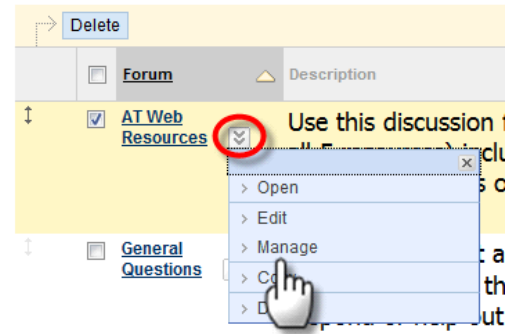 Delete
Forum Description
AT Web
Resources
Use this discussion
Open
Edit
Manage
General
Questions